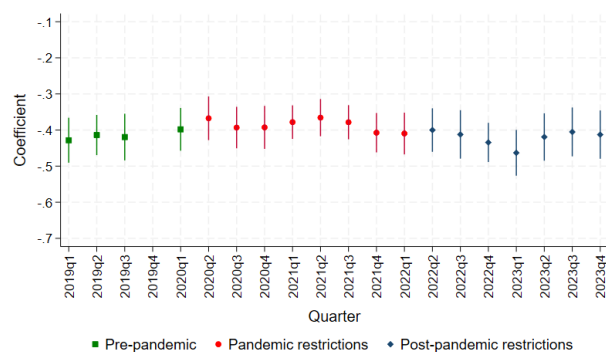 -.1
-.2
-.3
-.4
-.5
-.6
-.7
Coefficient
2019q1
2019q2
2019q3
2019q4
2020q1
2020q2
2020q3
2020q4
2021q1
2021q2
2021q3
2021q4
2022q1
2022q2
2022q3
2022q4
2023q1
2023q2
2023q3
2023q4
Quarter
Pre-pandemic Pandemic restrictions Post-pandemic restrictions